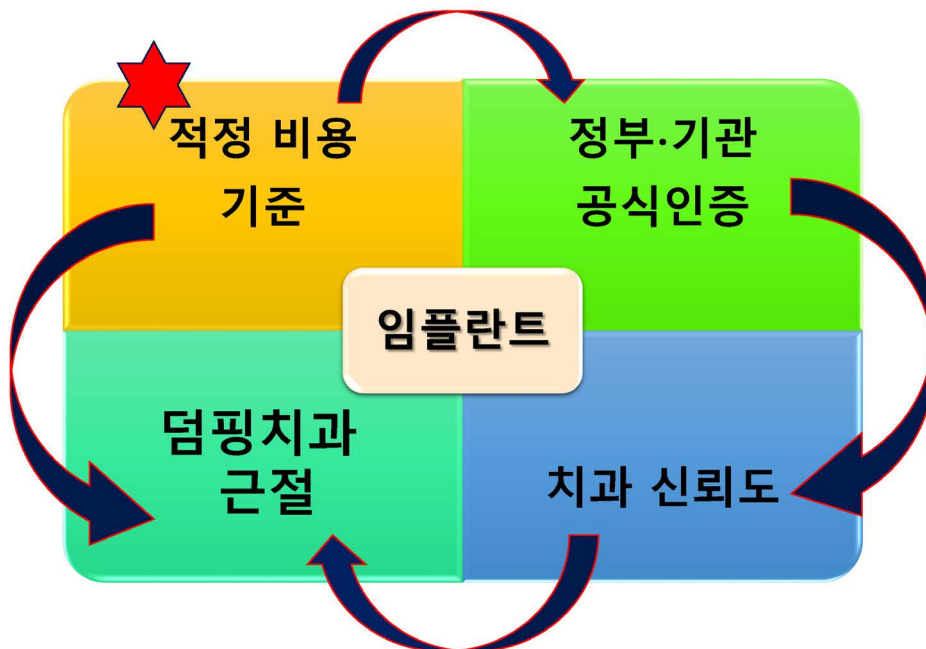 적정 비용
기준
정부·기관
공식인증
임플란트
덤핑치과
근절
치과 신뢰도